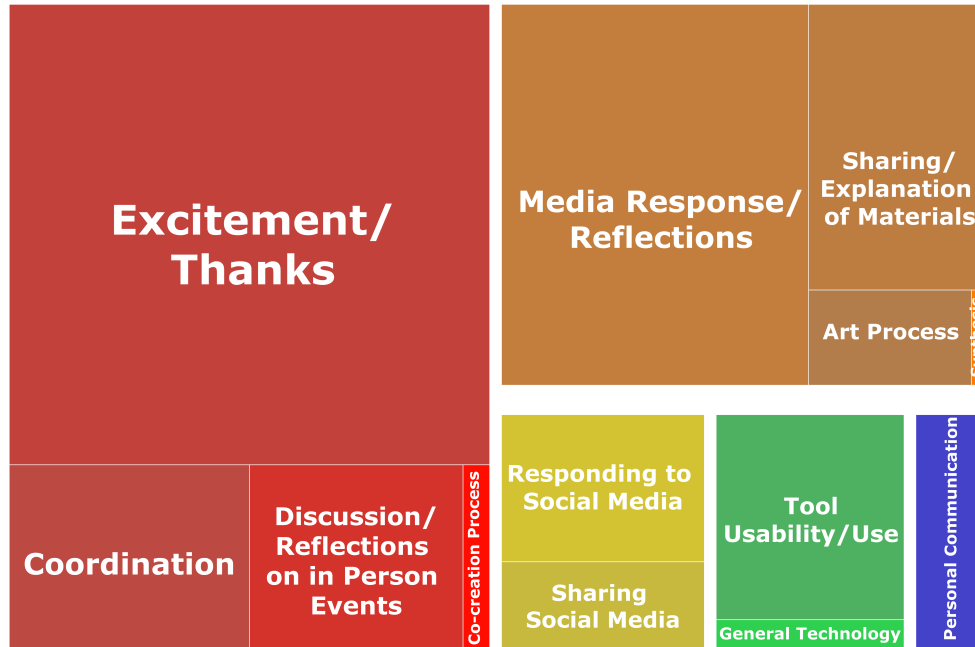 Excitement/
Thanks
Coordination
Discussion/
Reflections
on in Person
Events
Co-creation Process
Media Response/
Reflections
Sharing/
Explanation
of Materials
Art Process
Synthesis
Responding to
Social Media
Sharing
Social Media
Tool
Usability/Use
General Technology
Personal Communication